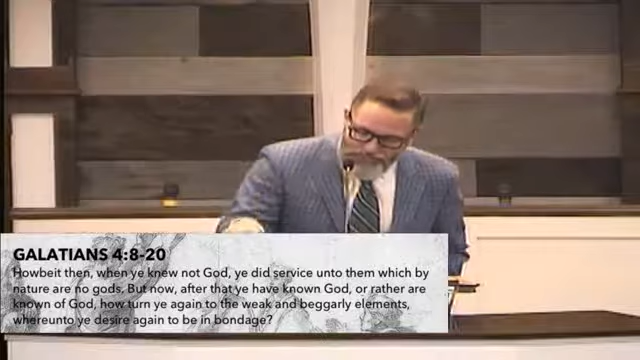 GALATIANS 4:8-20
Howbeit then, when ye knew not God, ye did service unto them which by
nature are no gods. But now, after that ye have known God, or rather are
known of God, how turn ye again to the weak and beggarly elements,
whereunto ye desire again to be in bondage?